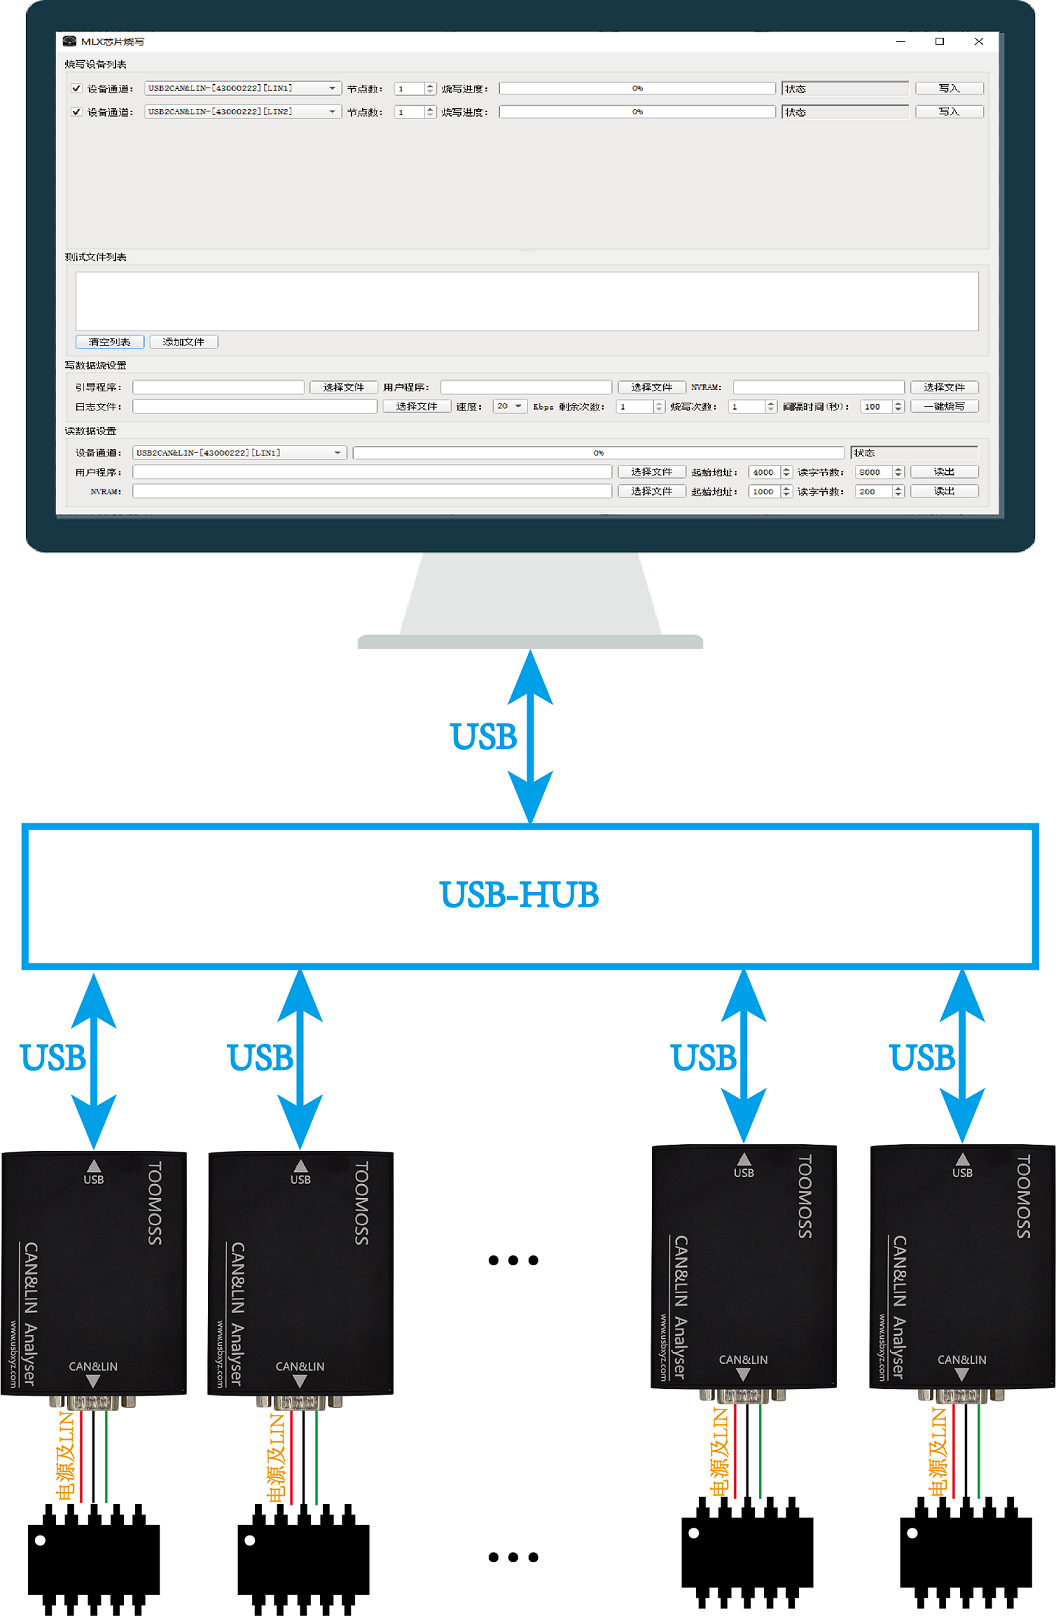 MLX芯片烧写
烧写设备列表
设备通道: USB2CAN&LIN-[43000222][LIN1] 节点数: 1 烧写进度: 0% 状态 写入
设备通道: USB2CAN&LIN-[43000222][LIN2] 节点数: 1 烧写进度: 0% 状态 写入
测试文件列表
清空列表 添加文件
写数据烧设置
引导程序: 选择文件 用户程序: 选择文件 NVRAM: 选择文件
日志文件: 选择文件 速度: 20 Kbps 剩余次数: 1 烧写次数: 1 间隔时间(秒): 100 一键烧写
读数据设置
设备通道: USB2CAN&LIN-[43000222][LIN1] 0% 状态
用户程序: 选择文件 起始地址: 4000 读字节数: 8000 读出
NVRAM: 选择文件 起始地址: 1000 读字节数: 200 读出
USB
USB-HUB
USB USB USB USB
USB TOOMOSS CAN&LIN Analyser www.usbxyz.com CAN&LIN
USB TOOMOSS CAN&LIN Analyser www.usbxyz.com CAN&LIN
...
USB TOOMOSS CAN&LIN Analyser www.usbxyz.com CAN&LIN
USB TOOMOSS CAN&LIN Analyser www.usbxyz.com CAN&LIN
电源及LIN 电源及LIN 电源及LIN 电源及LIN
...